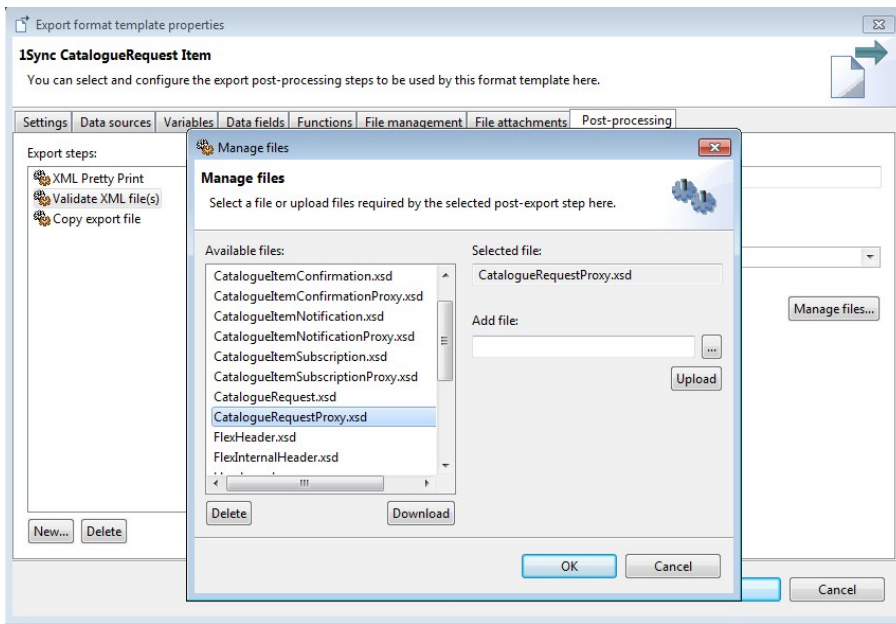 Export format template properties
1Sync CatalogueRequest Item
You can select and configure the export post-processing steps to be used by this format template here.
Settings Data sources Variables Data fields Functions File management File attachments Post-processing
Export steps:
XML Pretty Print
Validate XML file(s)
Copy export file
New... Delete
Manage files...
Cancel
Manage files
Manage files
Select a file or upload files required by the selected post-export step here.
Available files:
CatalogueItemConfirmation.xsd
CatalogueItemConfirmationProxy.xsd
CatalogueItemNotification.xsd
CatalogueItemNotificationProxy.xsd
CatalogueItemSubscription.xsd
CatalogueItemSubscriptionProxy.xsd
CatalogueRequest.xsd
CatalogueRequestProxy.xsd
FlexHeader.xsd
FlexInternalHeader.xsd
Delete Download
Selected file:
CatalogueRequestProxy.xsd
Add file:
...
Upload
OK Cancel